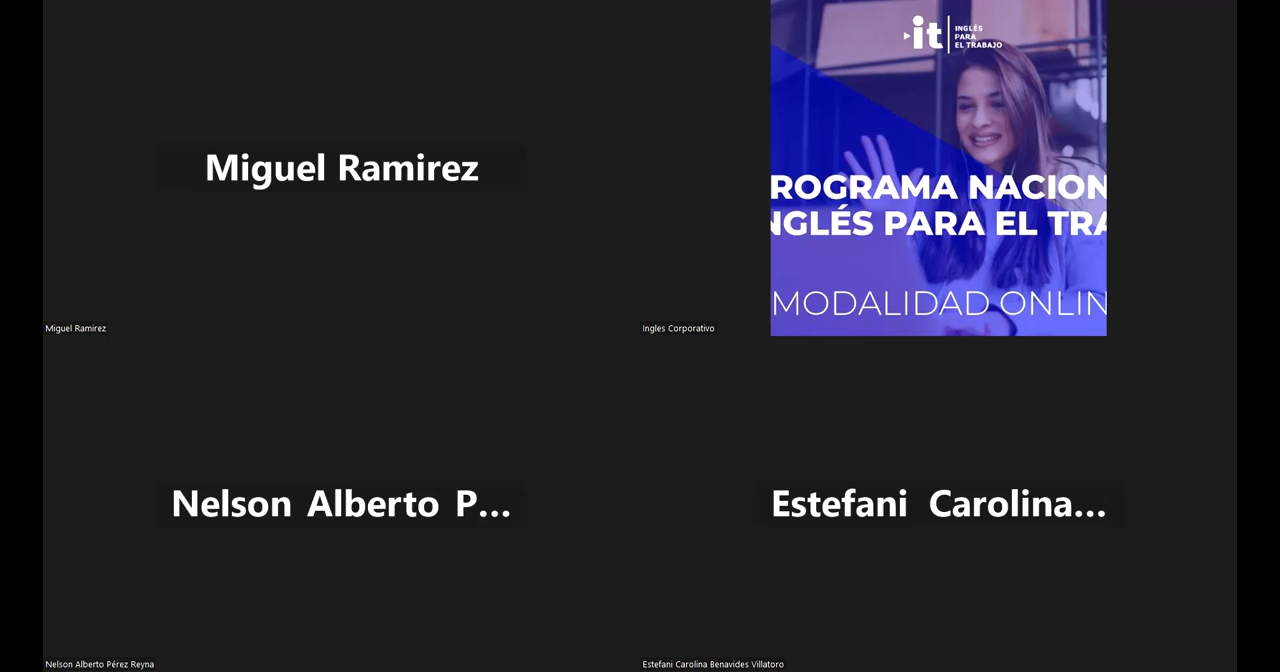 Miguel Ramirez
Miguel Ramirez
it
INGLÉS
PARA
EL TRABAJO
ROGRAMA NACION
NGLÉS PARA EL TRA
MODALIDAD ONLIN
Ingles Corporativo
Nelson Alberto P...
Nelson Alberto Pérez Reyna
Estefani Carolina...
Estefani Carolina Benavides Villatoro